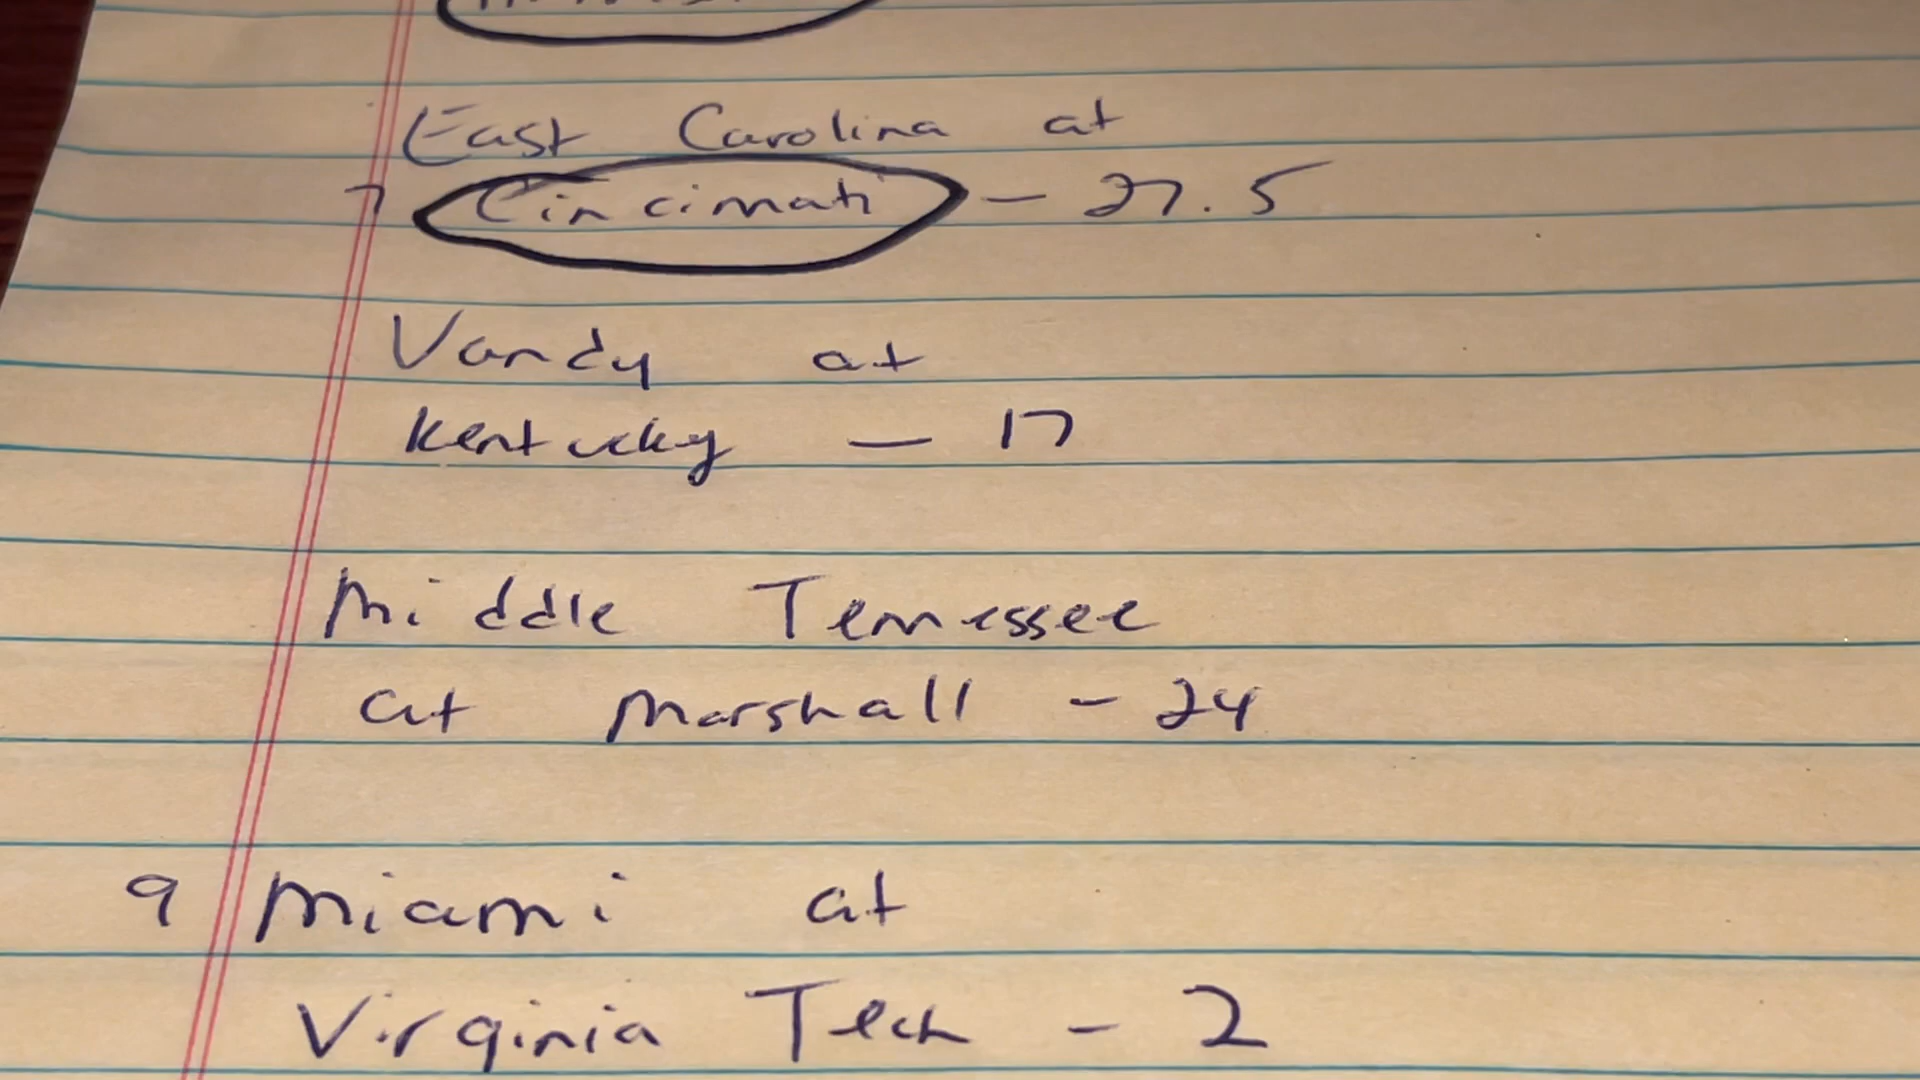 East Carolina at
7 Cincinnati - 27.5
Vandy at
Kentucky - 17
Middle Tennessee
at Marshall - 24
9 Miami at
Virginia Tech - 2